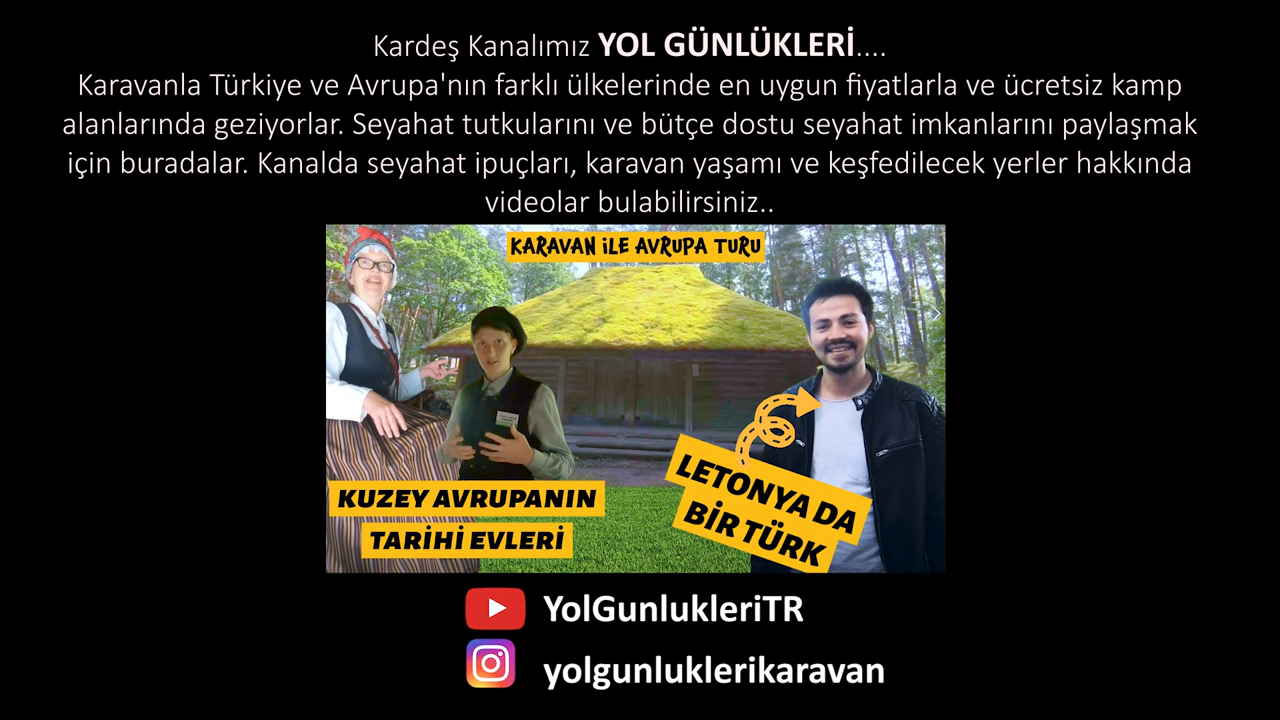 Kardeş Kanalımız YOL GÜNLÜKLERİ....
Karavanla Türkiye ve Avrupa'nın farklı ülkelerinde en uygun fiyatlarla ve ücretsiz kamp
alanlarında geziyorlar. Seyahat tutkularını ve bütçe dostu seyahat imkanlarını paylaşmak
için buradalar. Kanalda seyahat ipuçları, karavan yaşamı ve keşfedilecek yerler hakkında
videolar bulabilirsiniz..
KARAVAN iLE AVRUPA TURU
LETONYA DA
BİR TÜRK
KUZEY AVRUPANIN
TARİHİ EVLERİ
YolGunlukleriTR
yolgunluklerikaravan